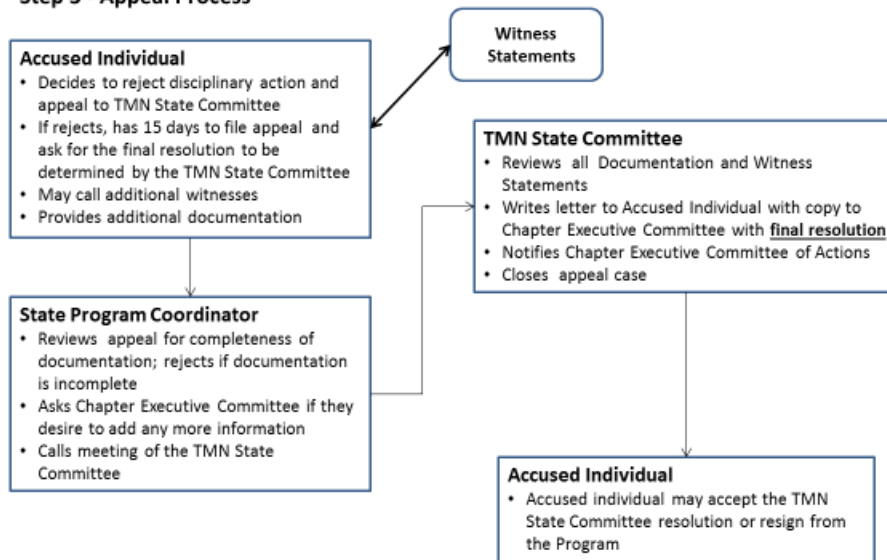 Step 3 - Appeal Process
Witness
Statements
Accused Individual
• Decides to reject disciplinary action and
appeal to TMN State Committee
• If rejects, has 15 days to file appeal and
ask for the final resolution to be
determined by the TMN State Committee
• May call additional witnesses
• Provides additional documentation
TMN State Committee
• Reviews all Documentation and Witness
Statements
• Writes letter to Accused Individual with copy to
Chapter Executive Committee with final resolution
• Notifies Chapter Executive Committee of Actions
• Closes appeal case
State Program Coordinator
• Reviews appeal for completeness of
documentation; rejects if documentation
is incomplete
• Asks Chapter Executive Committee if they
desire to add any more information
• Calls meeting of the TMN State
Committee
Accused Individual
• Accused individual may accept the TMN
State Committee resolution or resign from
the Program